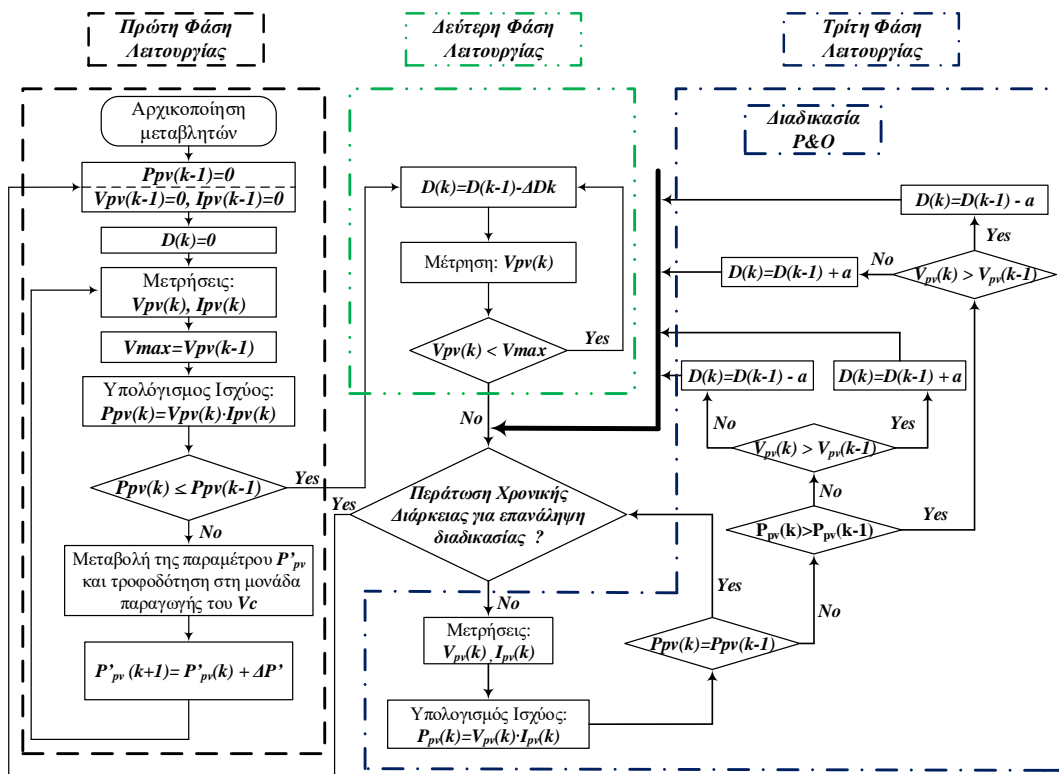 Πρώτη Φάση
Λειτουργίας
Δεύτερη Φάση
Λειτουργίας
Τρίτη Φάση
Λειτουργίας
Αρχικοποίηση
μεταβλητών
Ppv(k-1)=0
Vpv(k-1)=0, Ipv(k-1)=0
D(k)=0
Μετρήσεις:
Vpv(k), Ipv(k)
Vmax=Vpv(k-1)
Υπολόγισμος Ισχύος:
Ppv(k)=Vpv(k)·Ipv(k)
Ppv(k) ≤ Ppv(k-1)
Yes
No
Μεταβολή της παραμέτρου P'pv
και τροφοδότηση στη μονάδα
παραγωγής του Vc
P'pv (k+1)= P'pv(k) + ΔP'
D(k)=D(k-1)-ΔDk
Μέτρηση: Vpv(k)
Vpv(k) < Vmax
Yes
No
Περάτωση Χρονικής
Διάρκειας για επανάληψη
διαδικασίας ?
Yes
No
Μετρήσεις:
Vpv(k) , Ipv(k)
Υπολογισμός Ισχύος:
Ppv(k)=Vpv(k)·Ipv(k)
Διαδικασία
P&O
D(k)=D(k-1) - a
Yes
Vpv(k) > Vpv(k-1)
No
D(k)=D(k-1) + a
D(k)=D(k-1) - a
D(k)=D(k-1) + a
No
Yes
Vpv(k) > Vpv(k-1)
No
Ppv(k)>Ppv(k-1)
Yes
No
Yes
Ppv(k)=Ppv(k-1)